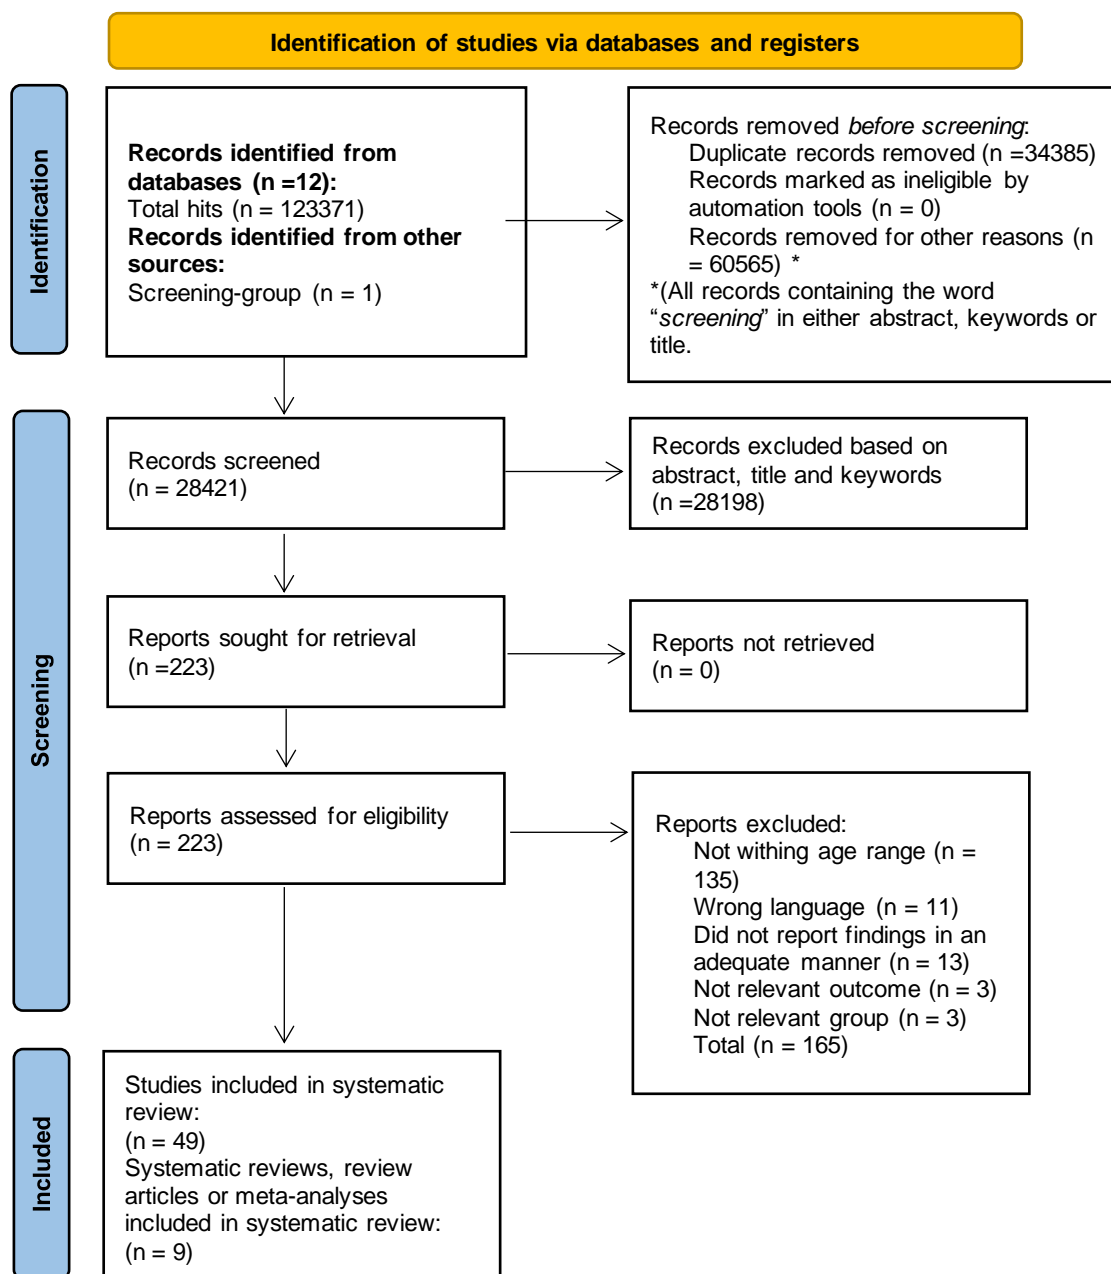 Identification of studies via databases and registers
Identification
Records identified from
databases (n =12):
Total hits (n = 123371)
Records identified from other
sources:
Screening-group (n = 1)
Records removed before screening:
Duplicate records removed (n =34385)
Records marked as ineligible by
automation tools (n = 0)
Records removed for other reasons (n
= 60565) *
*(All records containing the word
“screening” in either abstract, keywords or
title.
Screening
Records screened
(n = 28421)
Records excluded based on
abstract, title and keywords
(n =28198)
Reports sought for retrieval
(n =223)
Reports not retrieved
(n = 0)
Reports assessed for eligibility
(n = 223)
Reports excluded:
Not withing age range (n =
135)
Wrong language (n = 11)
Did not report findings in an
adequate manner (n = 13)
Not relevant outcome (n = 3)
Not relevant group (n = 3)
Total (n = 165)
Included
Studies included in systematic
review:
(n = 49)
Systematic reviews, review
articles or meta-analyses
included in systematic review:
(n = 9)